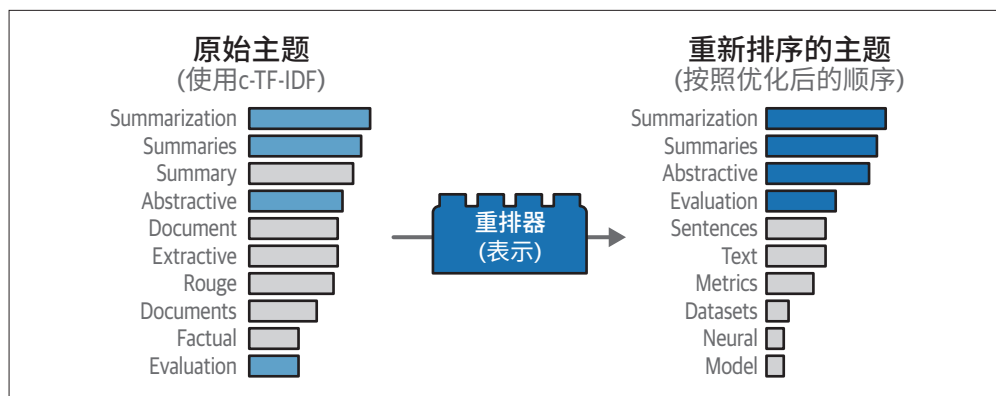 原始主题
(使用c-TF-IDF)
Summarization
Summaries
Summary
Abstractive
Document
Extractive
Rouge
Documents
Factual
Evaluation
重排器
(表示)
重新排序的主题
(按照优化后的顺序)
Summarization
Summaries
Abstractive
Evaluation
Sentences
Text
Metrics
Datasets
Neural
Model